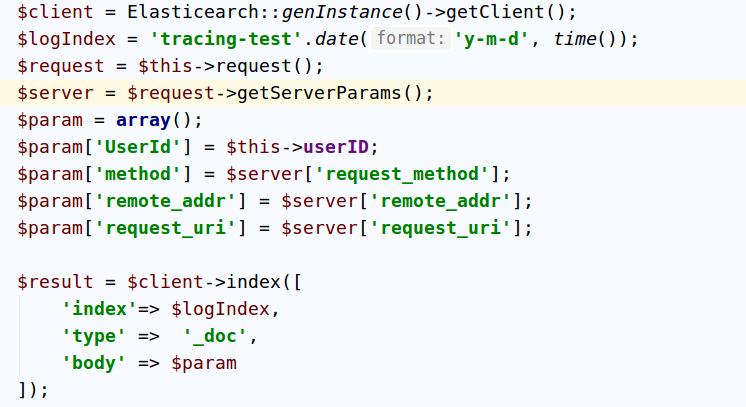 $client = Elasticearch::genInstance()->getClient();
$logIndex = 'tracing-test'.date( format: 'y-m-d', time());
$request = $this->request();
$server = $request->getServerParams();
$param = array();
$param['UserId'] = $this->userID;
$param['method'] = $server['request_method'];
$param['remote_addr'] = $server['remote_addr'];
$param['request_uri'] = $server['request_uri'];
$result = $client->index([
'index'=> $logIndex,
'type' =>  '_doc',
'body' => $param
]);